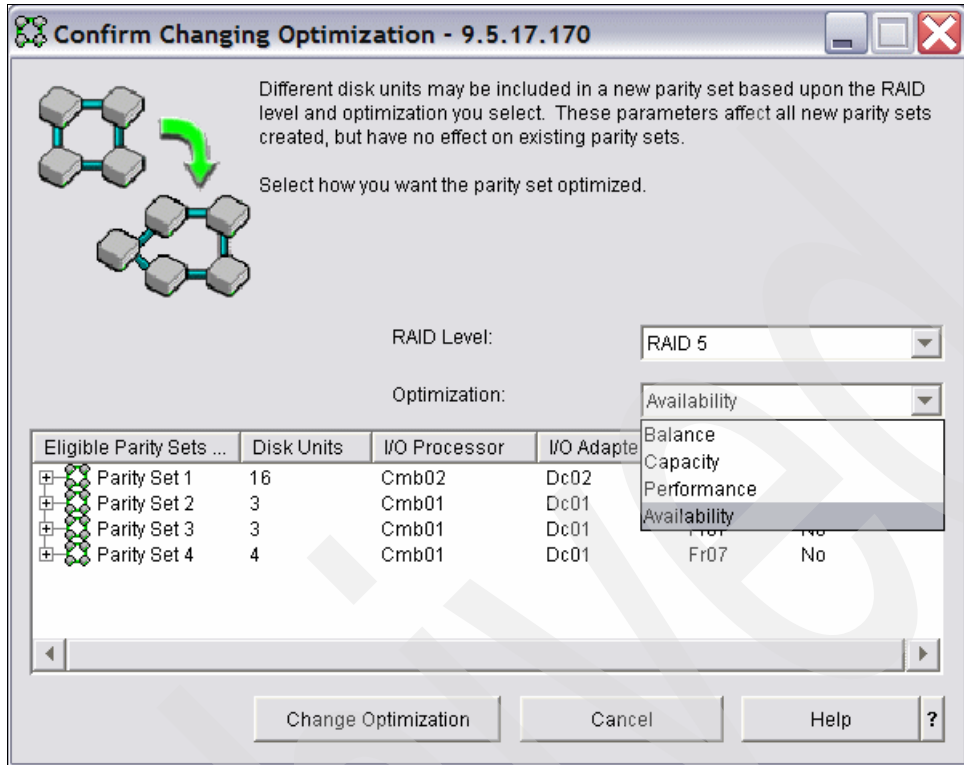 Confirm Changing Optimization - 9.5.17.170
Different disk units may be included in a new parity set based upon the RAID
level and optimization you select. These parameters affect all new parity sets
created, but have no effect on existing parity sets.
Select how you want the parity set optimized.
RAID Level: RAID 5
Optimization: Availability
Balance
Capacity
Performance
Availability
Eligible Parity Sets ... Disk Units I/O Processor I/O Adapte
Parity Set 1 16 Cmb02 Dc02
Parity Set 2 3 Cmb01 Dc01
Parity Set 3 3 Cmb01 Dc01 Fr07 No
Parity Set 4 4 Cmb01 Dc01 Fr07 No
Change Optimization Cancel Help ?